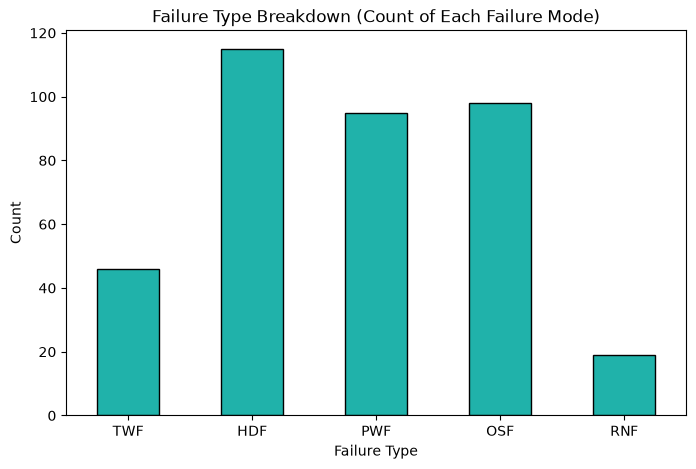 Failure Type Breakdown (Count of Each Failure Mode)
120
100
80
60
40
20
0
Count
TWF HDF PWF OSF RNF
Failure Type